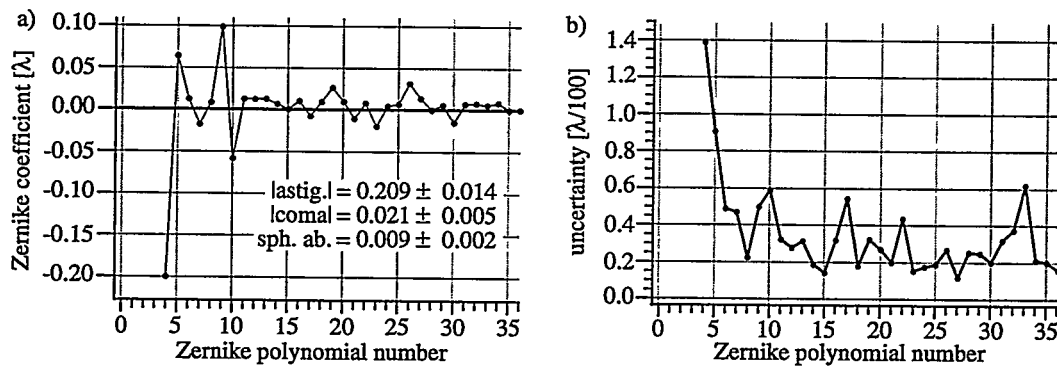 a)
Zernike coefficient [λ]
0.10
0.05
0.00
-0.05
-0.10
-0.15
-0.20
|astig.| = 0.209 ± 0.014
|coma| = 0.021 ± 0.005
sph. ab. = 0.009 ± 0.002
0 5 10 15 20 25 30 35
Zernike polynomial number
b)
uncertainty [λ/100]
1.4
1.2
1.0
0.8
0.6
0.4
0.2
0.0
0 5 10 15 20 25 30 35
Zernike polynomial number